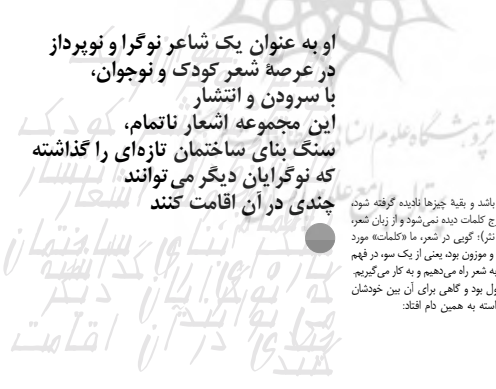 او به عنوان یک شاعر نوگرا و نوپرداز
در عرصهٔ شعر کودک و نوجوان،
با سرودن و انتشار
این مجموعه اشعار ناتمام،
سنگ بنای ساختمان تازه‌ای را گذاشته
که نوگرایان دیگر می‌توانند
چندی در آن اقامت کنند
باشد و بقیهٔ چیزها نادیده گرفته شود،
ج کلمات دیده نمی‌شود و از زبان شعر،
نثر)؛ گویی در شعر، ما «کلمات» مورد
و موزون بود، یعنی از یک سو، در فهم
به شعر راه می‌دهیم و به کار می‌گیریم.
ول بود و گاهی برای آن بین خودشان
استه به همین دام افتاد: